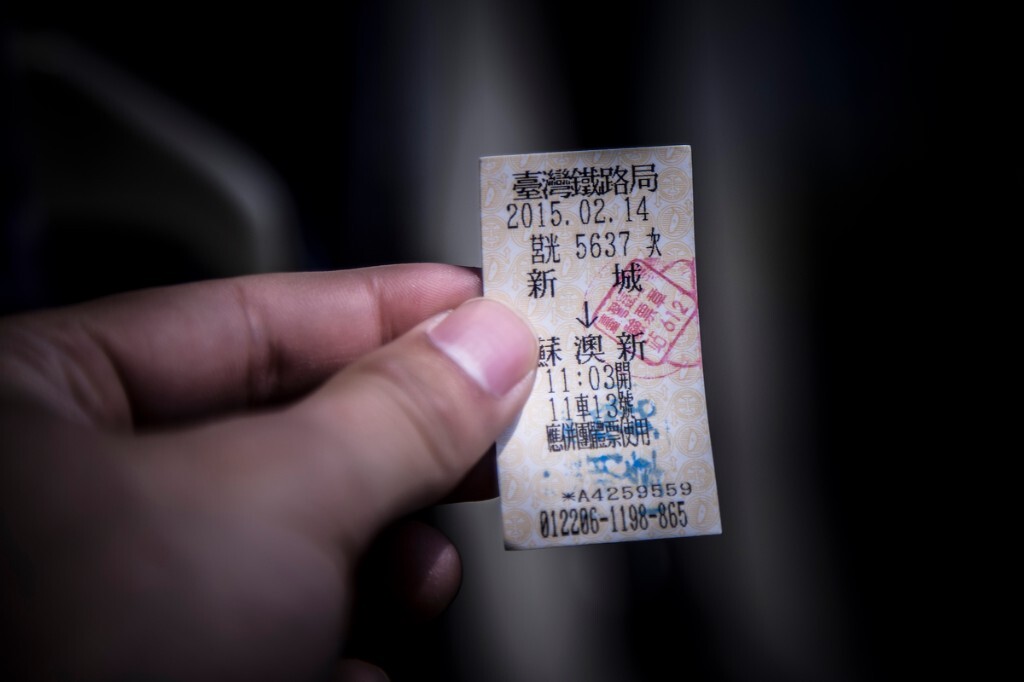 臺灣鐵路局
2015.02.14
莒光 5637 次
新 城
↓
蘇澳新
11:03開
11車13號
應併團體票使用
*A4259559
012206-1198-865
612